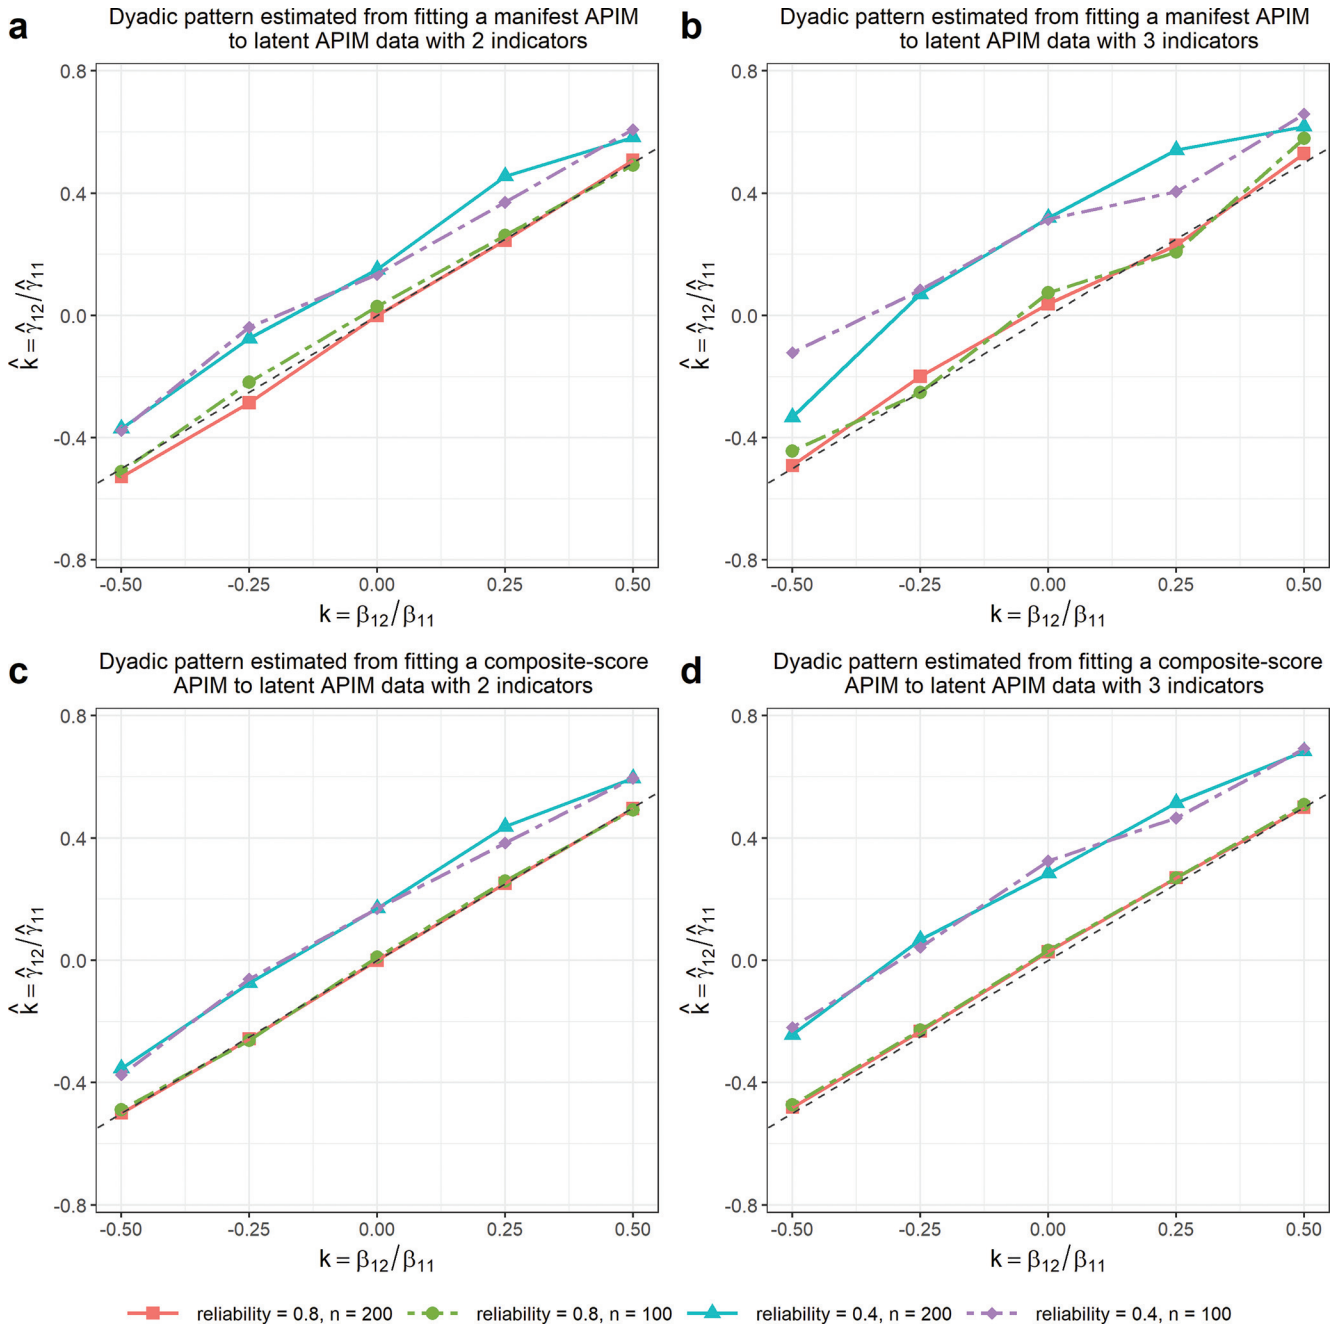 a
Dyadic pattern estimated from fitting a manifest APIM
to latent APIM data with 2 indicators
0.8
0.4
0.0
-0.4
-0.8
k̂ = γ̂₁₂/γ̂₁₁
-0.50 -0.25 0.00 0.25 0.50
k = β₁₂/β₁₁
b
Dyadic pattern estimated from fitting a manifest APIM
to latent APIM data with 3 indicators
0.8
0.4
0.0
-0.4
-0.8
k̂ = γ̂₁₂/γ̂₁₁
-0.50 -0.25 0.00 0.25 0.50
k = β₁₂/β₁₁
c
Dyadic pattern estimated from fitting a composite-score
APIM to latent APIM data with 2 indicators
0.8
0.4
0.0
-0.4
-0.8
k̂ = γ̂₁₂/γ̂₁₁
-0.50 -0.25 0.00 0.25 0.50
k = β₁₂/β₁₁
d
Dyadic pattern estimated from fitting a composite-score
APIM to latent APIM data with 3 indicators
0.8
0.4
0.0
-0.4
-0.8
k̂ = γ̂₁₂/γ̂₁₁
-0.50 -0.25 0.00 0.25 0.50
k = β₁₂/β₁₁
reliability = 0.8, n = 200 reliability = 0.8, n = 100 reliability = 0.4, n = 200 reliability = 0.4, n = 100